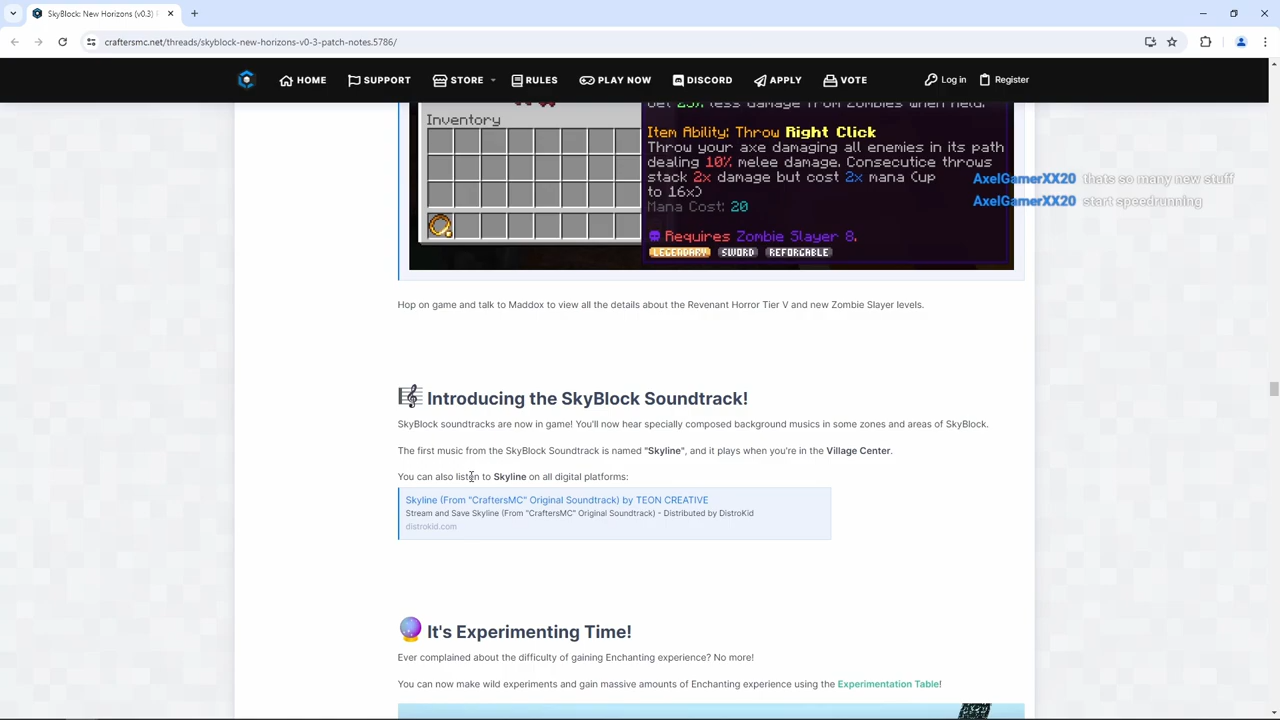 SkyBlock: New Horizons (v0.3) P
craftersmc.net/threads/skyblock-new-horizons-v0-3-patch-notes.5786/
HOME SUPPORT STORE RULES PLAY NOW DISCORD APPLY VOTE Log in Register
Inventory
get 25% less damage from Zombies when held.
Item Ability: Throw Right Click
Throw your axe damaging all enemies in its path
dealing 10% melee damage. Consecutice throws
stack 2x damage but cost 2x mana (up
to 16x)
Mana Cost: 20
Requires Zombie Slayer 8.
LEGENDARY SWORD REFORGABLE
AxelGamerXX20 thats so many new stuff
AxelGamerXX20 start speedrunning
Hop on game and talk to Maddox to view all the details about the Revenant Horror Tier V and new Zombie Slayer levels.
Introducing the SkyBlock Soundtrack!
SkyBlock soundtracks are now in game! You'll now hear specially composed background musics in some zones and areas of SkyBlock.
The first music from the SkyBlock Soundtrack is named "Skyline", and it plays when you're in the Village Center.
You can also listen to Skyline on all digital platforms:
Skyline (From "CraftersMC" Original Soundtrack) by TEON CREATIVE
Stream and Save Skyline (From "CraftersMC" Original Soundtrack) - Distributed by DistroKid
distrokid.com
It's Experimenting Time!
Ever complained about the difficulty of gaining Enchanting experience? No more!
You can now make wild experiments and gain massive amounts of Enchanting experience using the Experimentation Table!